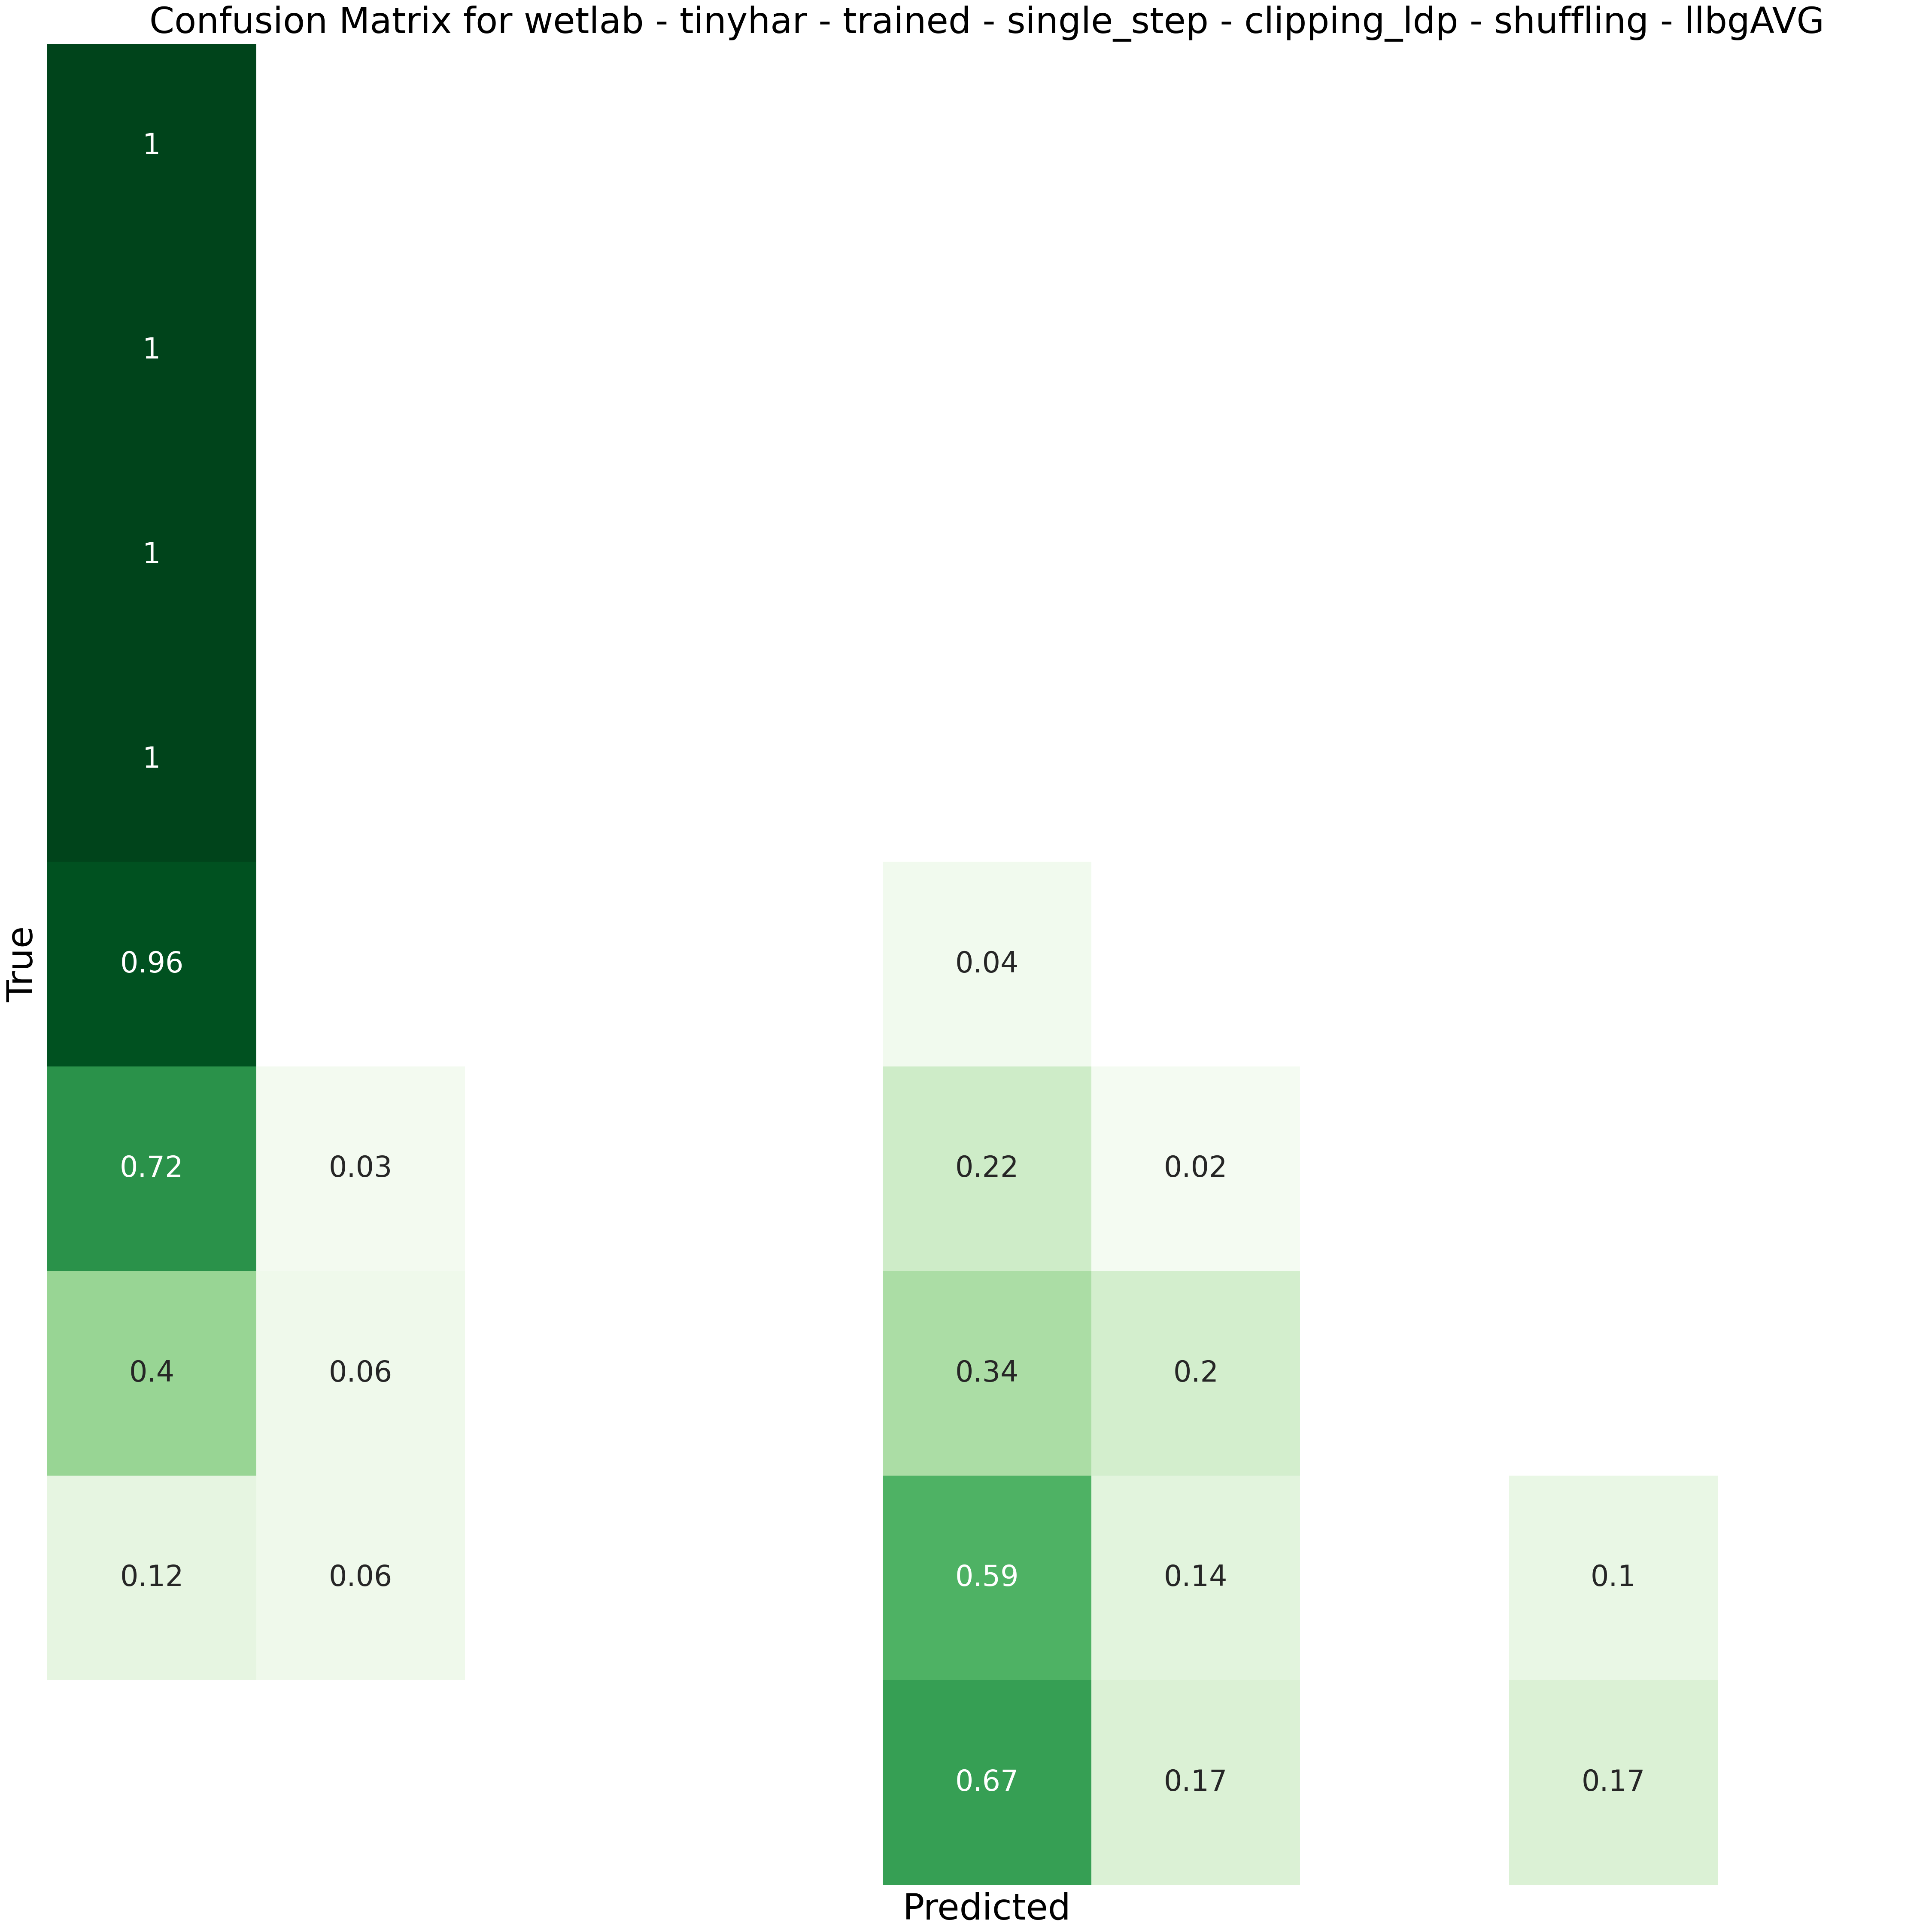 Confusion Matrix for wetlab - tinyhar - trained - single_step - clipping_ldp - shuffling - llbgAVG
1
1
1
1
0.96 0.04
True
0.72 0.03 0.22 0.02
0.4 0.06 0.34 0.2
0.12 0.06 0.59 0.14 0.1
0.67 0.17 0.17
Predicted